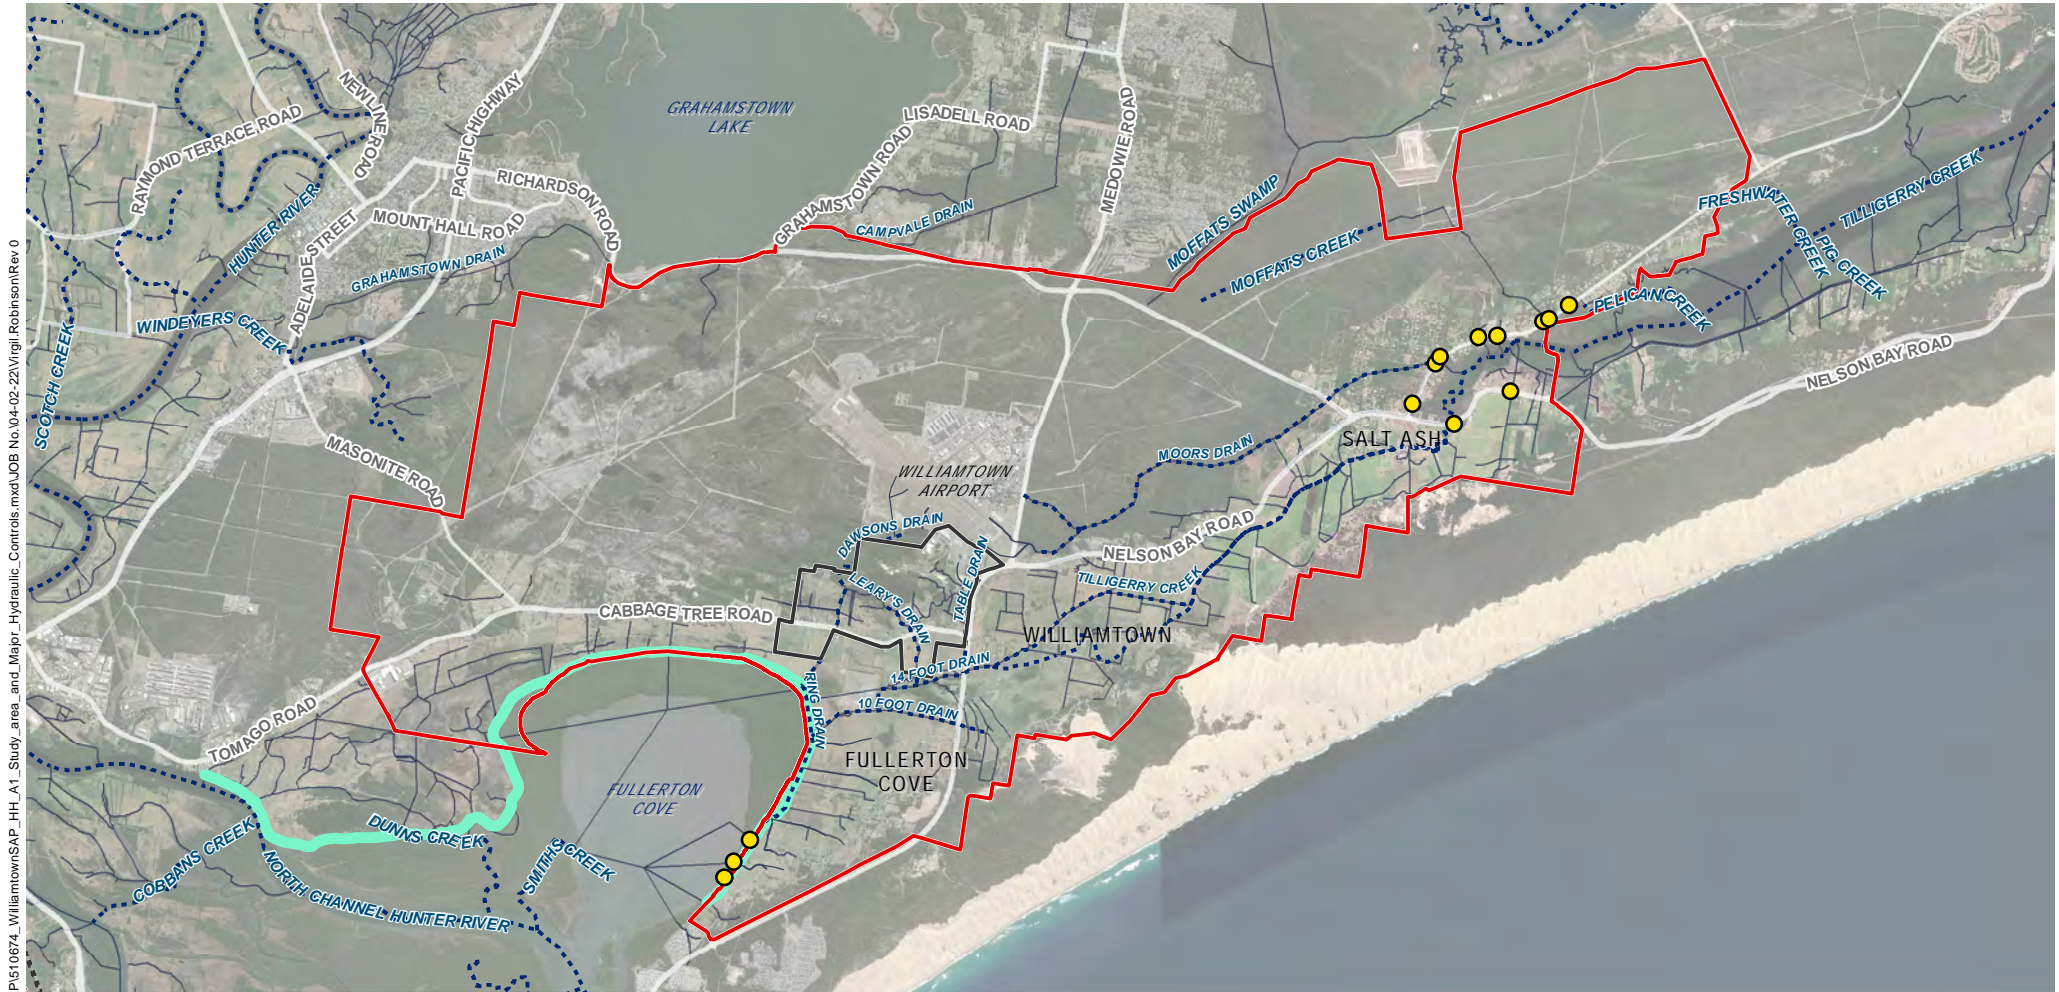 P\510674_WilliamtownSAP_HH_A1_Study_area_and_Major_Hydraulic_Controls.mxd\JOB No.\04-02-22\Virgil.Robinson\Rev 0
NEWLINE ROAD
PACIFIC HIGHWAY
RAYMOND TERRACE ROAD
GRAHAMSTOWN
LAKE
LISADELL ROAD
MEDOWIE ROAD
GRAHAMSTOWN ROAD
RICHARDSON ROAD
MOUNT HALL ROAD
ADELAIDE STREET
HUNTER RIVER
GRAHAMSTOWN DRAIN
CAMPVALE DRAIN
MOFFATS SWAMP
MOFFATS CREEK
FRESHWATER CREEK
TILLIGERRY CREEK
PIG CREEK
PELICAN CREEK
WINDEYERS CREEK
SCOTCH CREEK
NELSON BAY ROAD
MASONITE ROAD
SALT ASH
MOORS DRAIN
WILLIAMTOWN
AIRPORT
DAWSONS DRAIN
NELSON BAY ROAD
TABLE DRAIN
LEARY'S DRAIN
TILLIGERRY CREEK
CABBAGE TREE ROAD
WILLIAMTOWN
14 FOOT DRAIN
RING DRAIN
10 FOOT DRAIN
TOMAGO ROAD
FULLERTON
COVE
FULLERTON
COVE
DUNNS CREEK
COBBANS CREEK
SMITHS CREEK
NORTH CHANNEL HUNTER RIVER